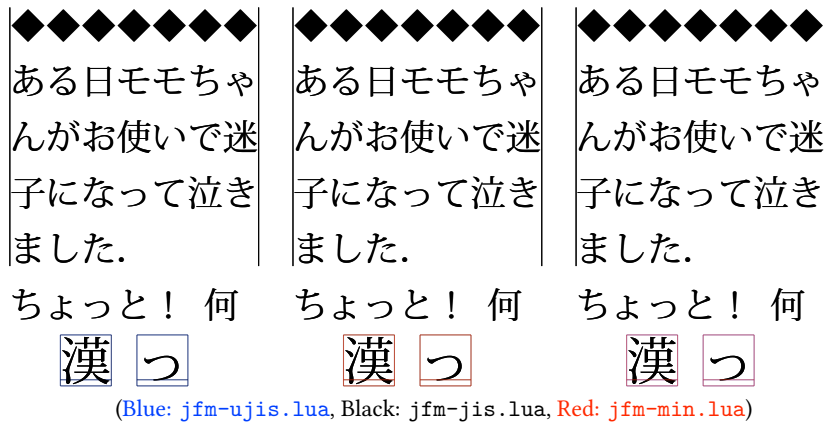 ◆◆◆◆◆◆◆
ある日モモちゃ
んがお使いで迷
子になって泣き
ました.
ちょっと！ 何
漢 っ
◆◆◆◆◆◆◆
ある日モモちゃ
んがお使いで迷
子になって泣き
ました.
ちょっと！ 何
漢 っ
◆◆◆◆◆◆◆
ある日モモちゃ
んがお使いで迷
子になって泣き
ました.
ちょっと！ 何
漢 っ
(Blue: jfm-ujis.lua, Black: jfm-jis.lua, Red: jfm-min.lua)